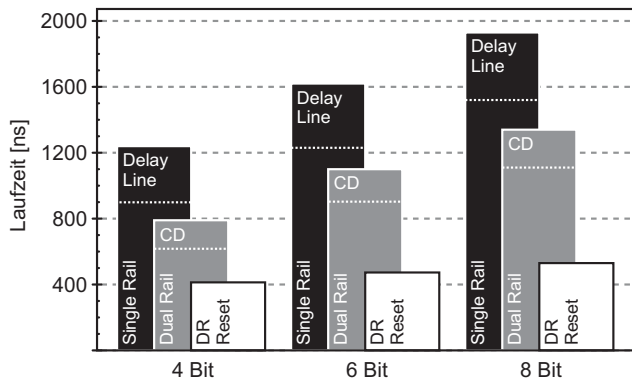 2000
1600
1200
800
400
Laufzeit [ns]
Delay
Line
Single Rail
CD
Dual Rail
DR
Reset
4 Bit
Delay
Line
Single Rail
CD
Dual Rail
DR
Reset
6 Bit
Delay
Line
Single Rail
CD
Dual Rail
DR
Reset
8 Bit